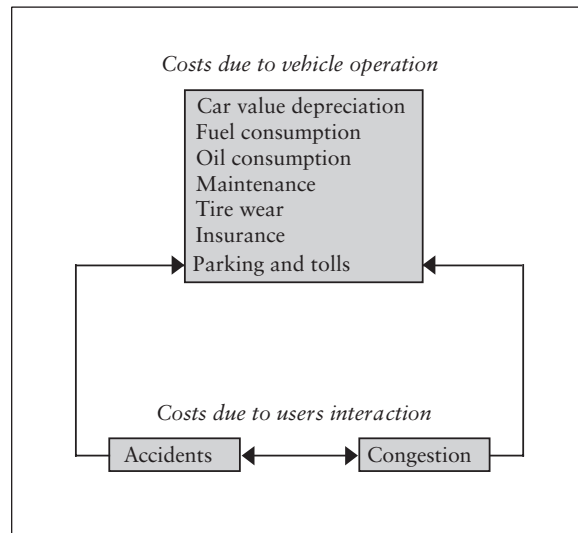 Costs due to vehicle operation
Car value depreciation
Fuel consumption
Oil consumption
Maintenance
Tire wear
Insurance
Parking and tolls
Costs due to users interaction
Accidents
Congestion